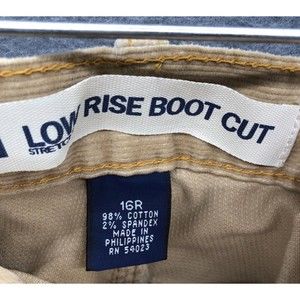 LOW RISE BOOT CUT
STRETCH
16R
98% COTTON
2% SPANDEX
MADE IN
PHILIPPINES
RN 54023